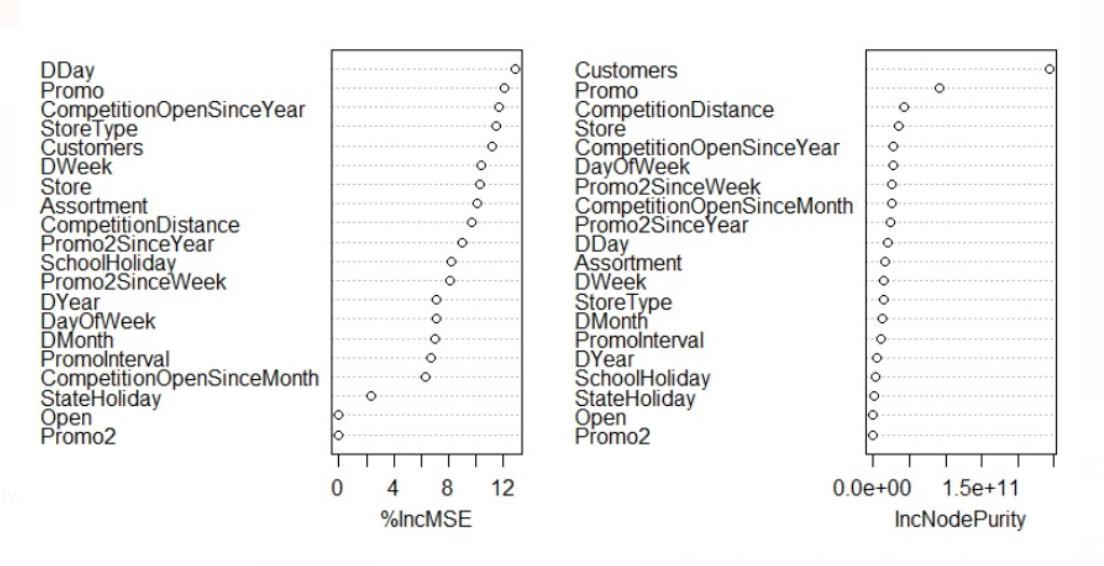 DDay
Promo
CompetitionOpenSinceYear
StoreType
Customers
DWeek
Store
Assortment
CompetitionDistance
Promo2SinceYear
SchoolHoliday
Promo2SinceWeek
DYear
DayOfWeek
DMonth
PromoInterval
CompetitionOpenSinceMonth
StateHoliday
Open
Promo2
0 4 8 12
%IncMSE
Customers
Promo
CompetitionDistance
Store
CompetitionOpenSinceYear
DayOfWeek
Promo2SinceWeek
CompetitionOpenSinceMonth
Promo2SinceYear
DDay
Assortment
DWeek
StoreType
DMonth
PromoInterval
DYear
SchoolHoliday
StateHoliday
Open
Promo2
0.0e+00 1.5e+11
IncNodePurity